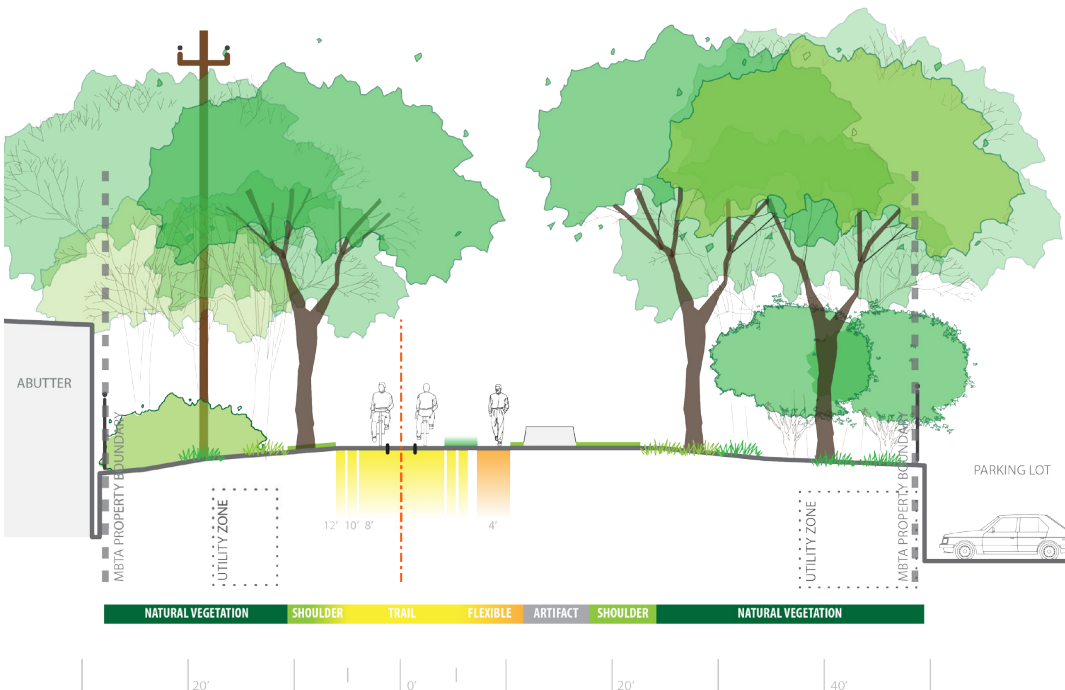 ABUTTER
MBTA PROPERTY BOUNDARY
UTILITY ZONE
12' 10' 8'
4'
UTILITY ZONE
MBTA PROPERTY BOUNDARY
PARKING LOT
NATURAL VEGETATION SHOULDER TRAIL FLEXIBLE ARTIFACT SHOULDER NATURAL VEGETATION
20' 0' 20' 40'